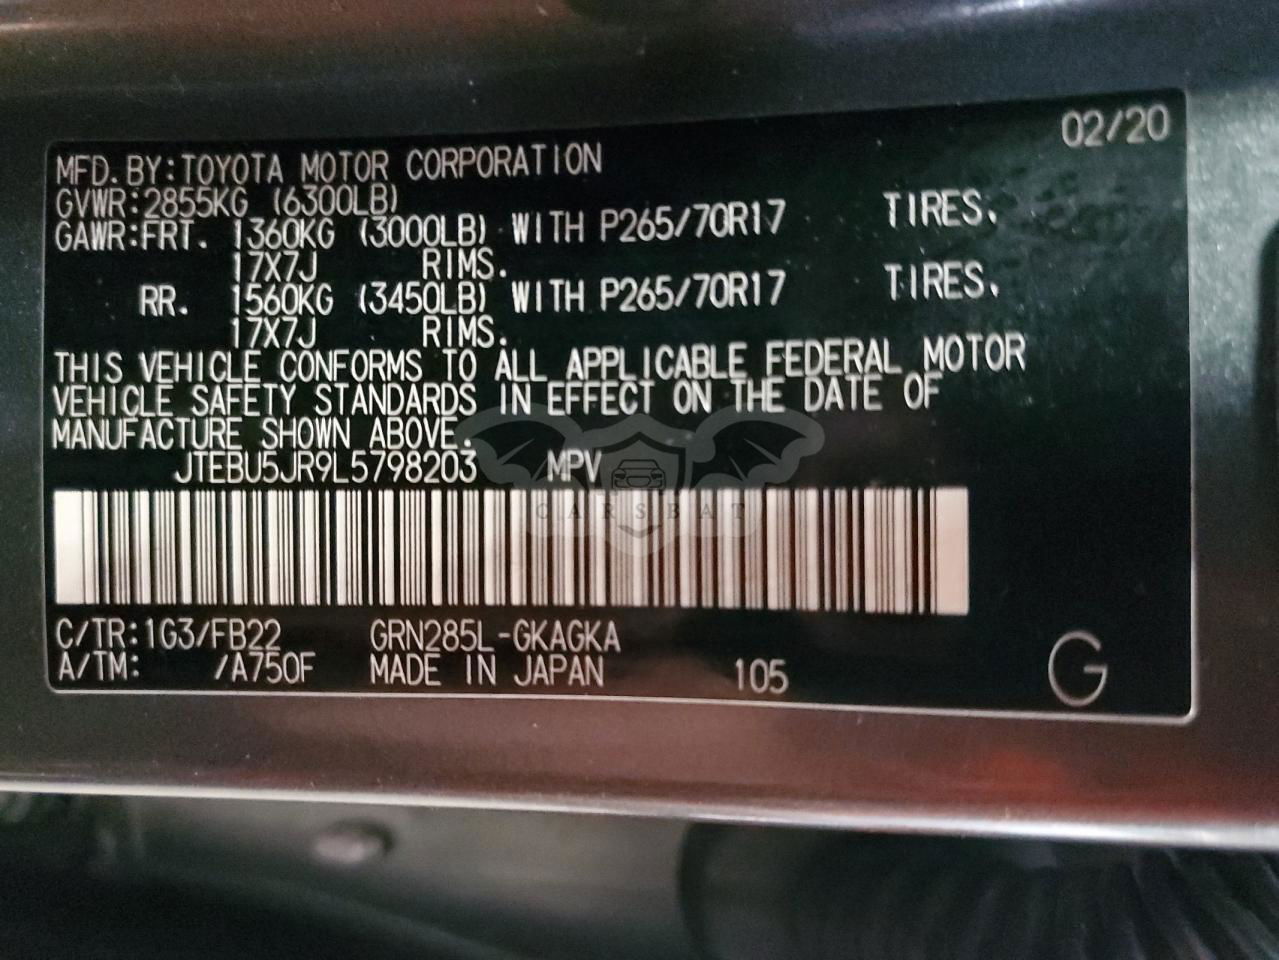 02/20
MFD.BY:TOYOTA MOTOR CORPORATION
GVWR:2855KG (6300LB)
GAWR:FRT. 1360KG (3000LB) WITH P265/70R17 TIRES.
17X7J RIMS.
RR. 1560KG (3450LB) WITH P265/70R17 TIRES.
17X7J RIMS.
THIS VEHICLE CONFORMS TO ALL APPLICABLE FEDERAL MOTOR
VEHICLE SAFETY STANDARDS IN EFFECT ON THE DATE OF
MANUFACTURE SHOWN ABOVE.
JTEBU5JR9L5798203 MPV
CARSBAT
C/TR:1G3/FB22 GRN285L-GKAGKA
A/TM: /A750F MADE IN JAPAN 105 G